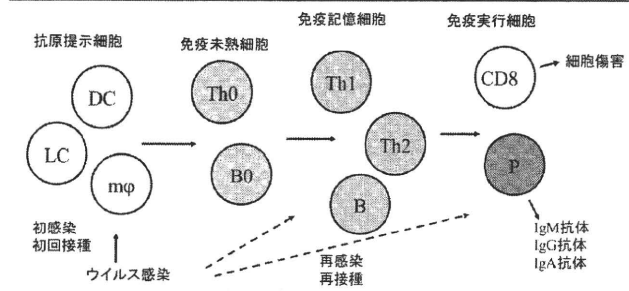 抗原提示細胞
免疫未熟細胞
免疫記憶細胞
免疫実行細胞
DC
LC
mφ
Th0
B0
Th1
Th2
B
CD8
P
細胞傷害
初感染
初回接種
ウイルス感染
再感染
再接種
IgM抗体
IgG抗体
IgA抗体